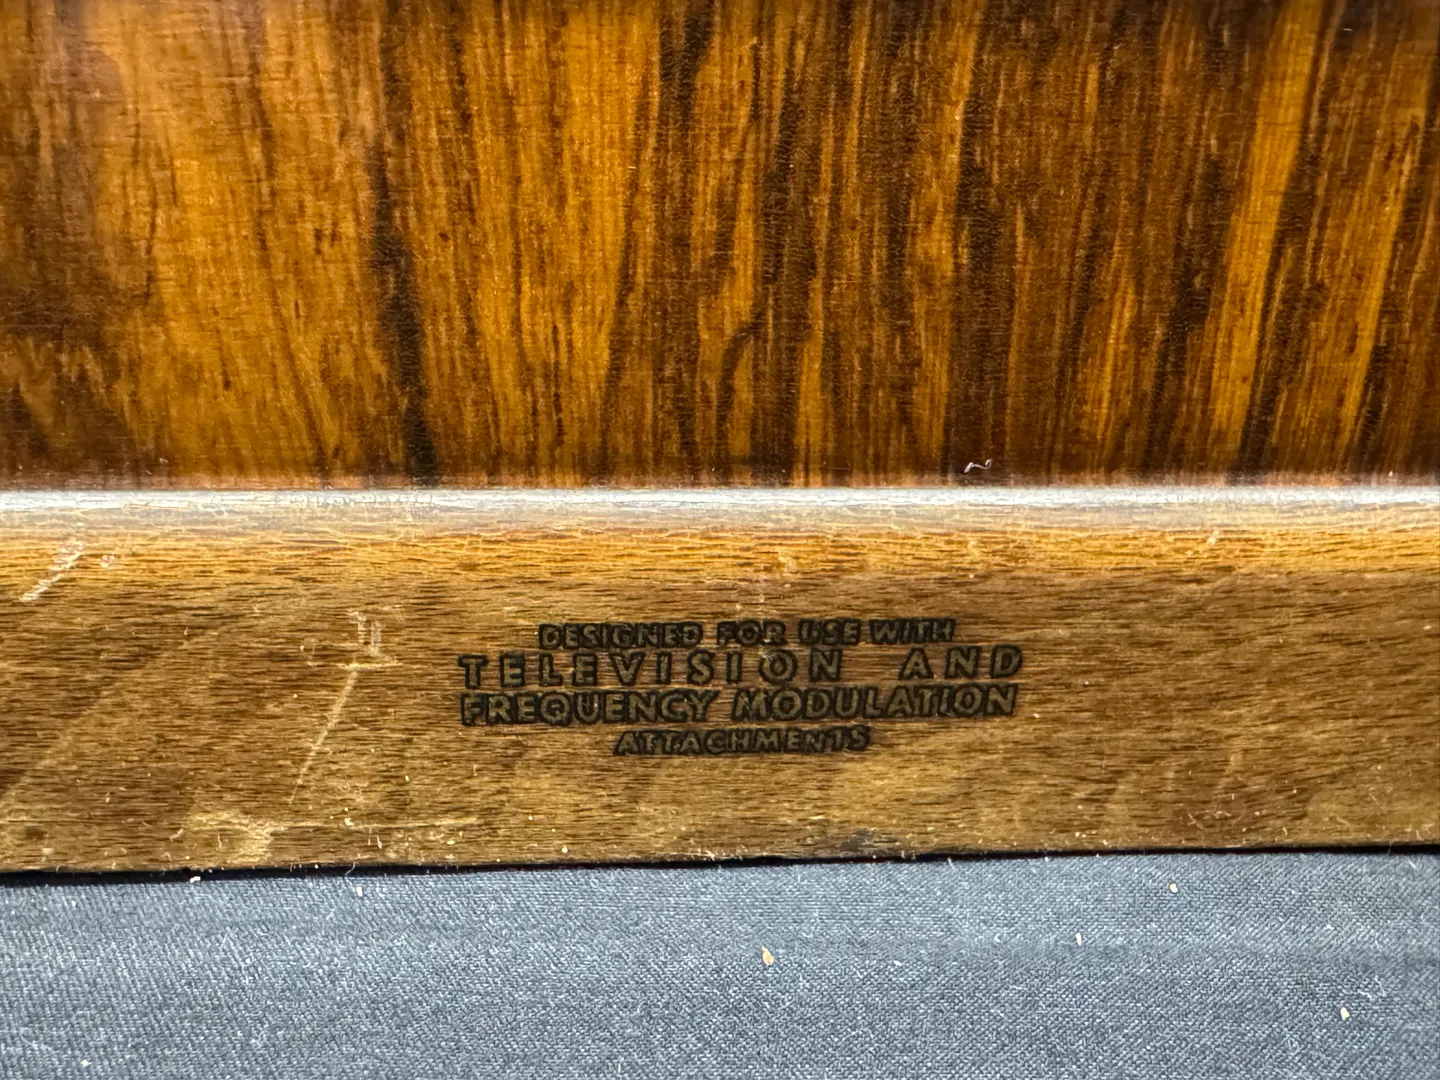 DESIGNED FOR USE WITH
TELEVISION AND
FREQUENCY MODULATION
ATTACHMENTS